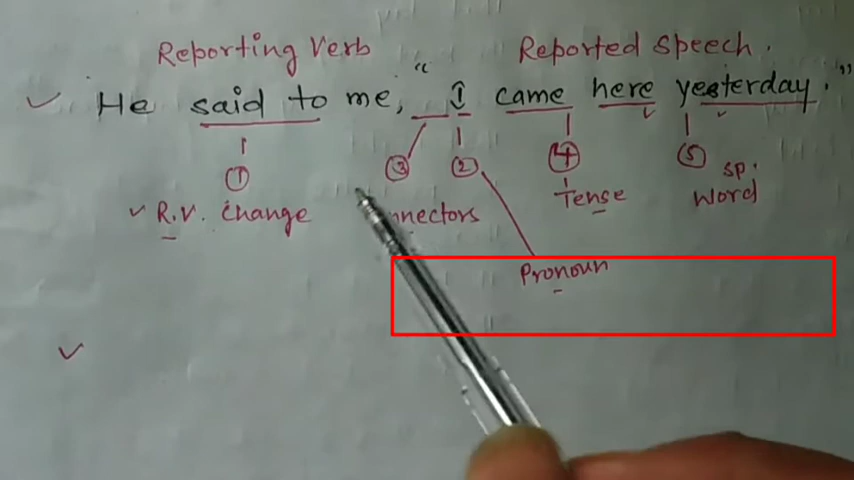 Reporting Verb Reported Speech.
He said to me, " I came here yesterday."
① ③ ② ④ ⑤ sp.
R.V. Change nnectors Tense Word
Pronoun